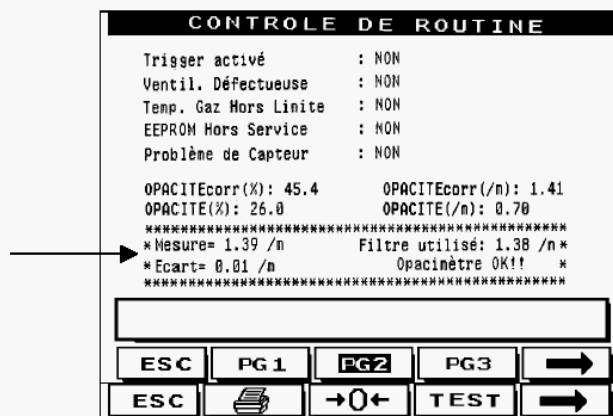 CONTROLE DE ROUTINE
Trigger activé : NON
Ventil. Défectueuse : NON
Temp. Gaz Hors Limite : NON
EEPROM Hors Service : NON
Problème de Capteur : NON
OPACITEcorr(%): 45.4 OPACITEcorr(/m): 1.41
OPACITE(%): 26.0 OPACITE(/m): 0.70
******************************************************
* Mesure= 1.39 /m Filtre utilisé: 1.38 /m *
* Ecart= 0.01 /m Opacimètre OK!! *
******************************************************
ESC PG1 PG2 PG3
ESC →0← TEST